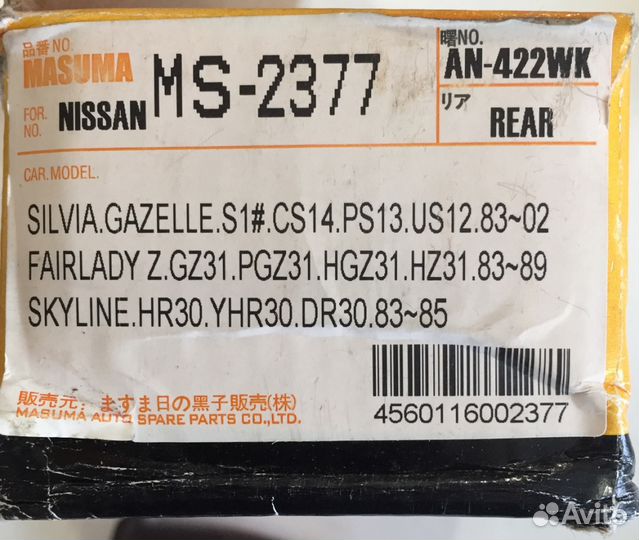 品番 NO.
MASUMA
MS-2377
曙NO.
AN-422WK
FOR.
NO.
NISSAN
リア
REAR
CAR.MODEL.
SILVIA.GAZELLE.S1#.CS14.PS13.US12.83~02
FAIRLADY Z.GZ31.PGZ31.HGZ31.HZ31.83~89
SKYLINE.HR30.YHR30.DR30.83~85
販売元: ますま日の黑子販売(株)
MASUMA AUTO SPARE PARTS CO.,LTD.
4560116002377
Avito